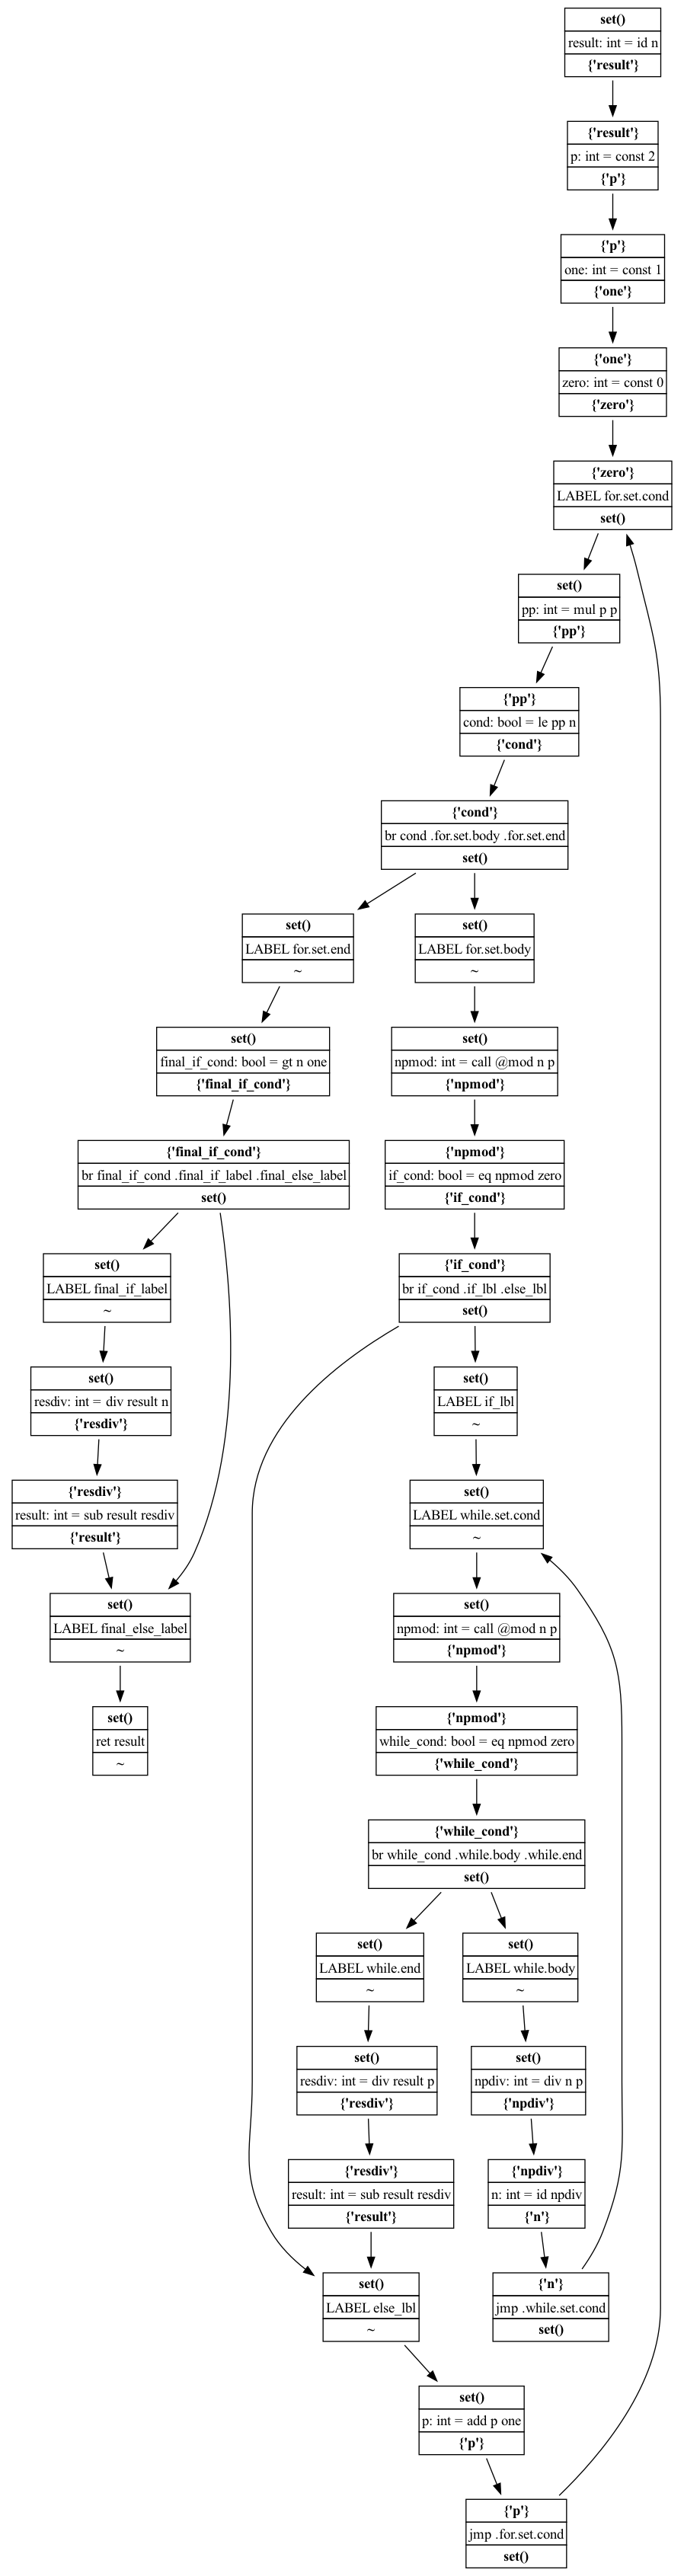 set()
result: int = id n
{'result'}
{'result'}
p: int = const 2
{'p'}
{'p'}
one: int = const 1
{'one'}
{'one'}
zero: int = const 0
{'zero'}
{'zero'}
LABEL for.set.cond
set()
set()
pp: int = mul p p
{'pp'}
{'pp'}
cond: bool = le pp n
{'cond'}
{'cond'}
br cond .for.set.body .for.set.end
set()
set()
LABEL for.set.end
~
set()
LABEL for.set.body
~
set()
final_if_cond: bool = gt n one
{'final_if_cond'}
set()
npmod: int = call @mod n p
{'npmod'}
{'final_if_cond'}
br final_if_cond .final_if_label .final_else_label
set()
{'npmod'}
if_cond: bool = eq npmod zero
{'if_cond'}
set()
LABEL final_if_label
~
{'if_cond'}
br if_cond .if_lbl .else_lbl
set()
set()
resdiv: int = div result n
{'resdiv'}
set()
LABEL if_lbl
~
{'resdiv'}
result: int = sub result resdiv
{'result'}
set()
LABEL while.set.cond
~
set()
LABEL final_else_label
~
set()
npmod: int = call @mod n p
{'npmod'}
set()
ret result
~
{'npmod'}
while_cond: bool = eq npmod zero
{'while_cond'}
{'while_cond'}
br while_cond .while.body .while.end
set()
set()
LABEL while.end
~
set()
LABEL while.body
~
set()
resdiv: int = div result p
{'resdiv'}
set()
npdiv: int = div n p
{'npdiv'}
{'resdiv'}
result: int = sub result resdiv
{'result'}
{'npdiv'}
n: int = id npdiv
{'n'}
set()
LABEL else_lbl
~
{'n'}
jmp .while.set.cond
set()
set()
p: int = add p one
{'p'}
{'p'}
jmp .for.set.cond
set()